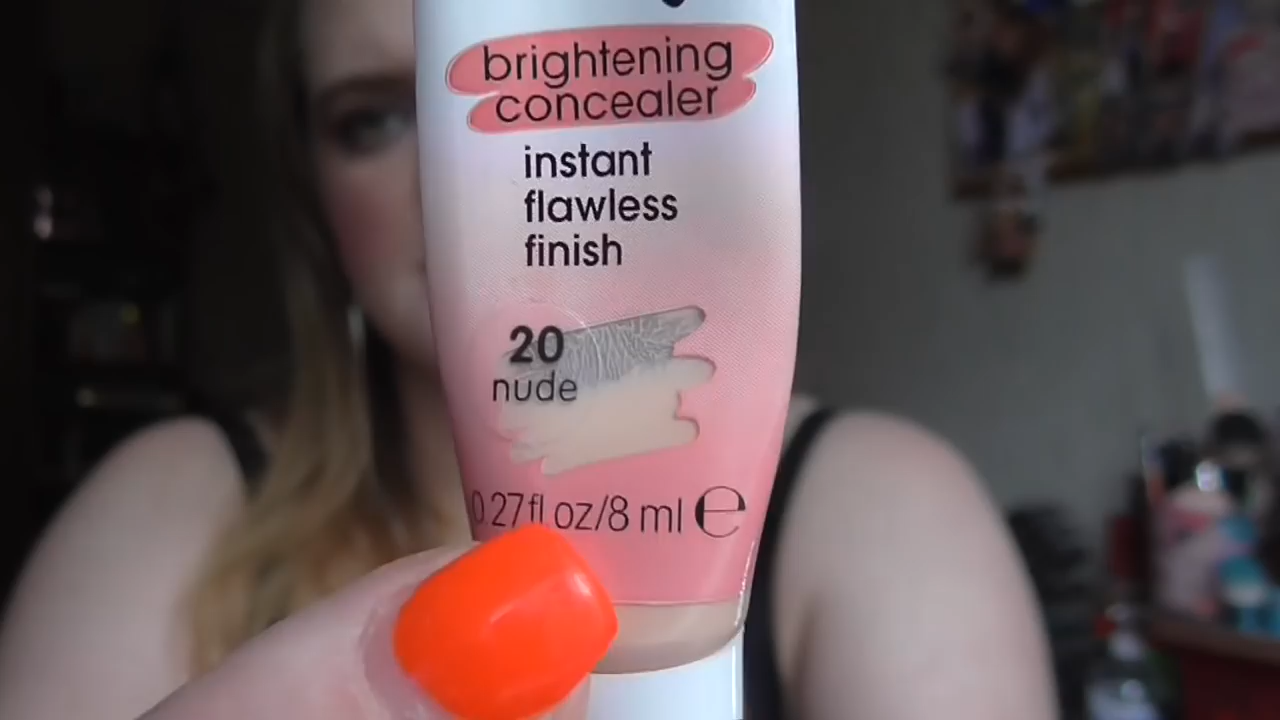 brightening
concealer
instant
flawless
finish
20
nude
0.27 fl oz/8 ml ℮